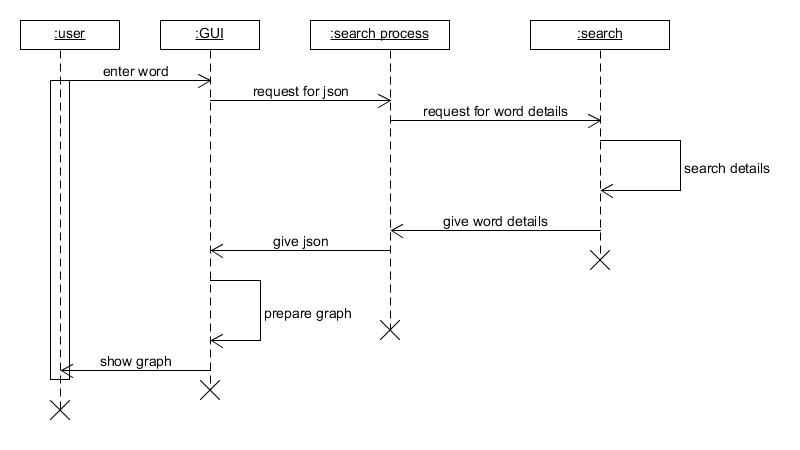 :user
:GUI
:search process
:search
enter word
request for json
request for word details
search details
give word details
give json
prepare graph
show graph